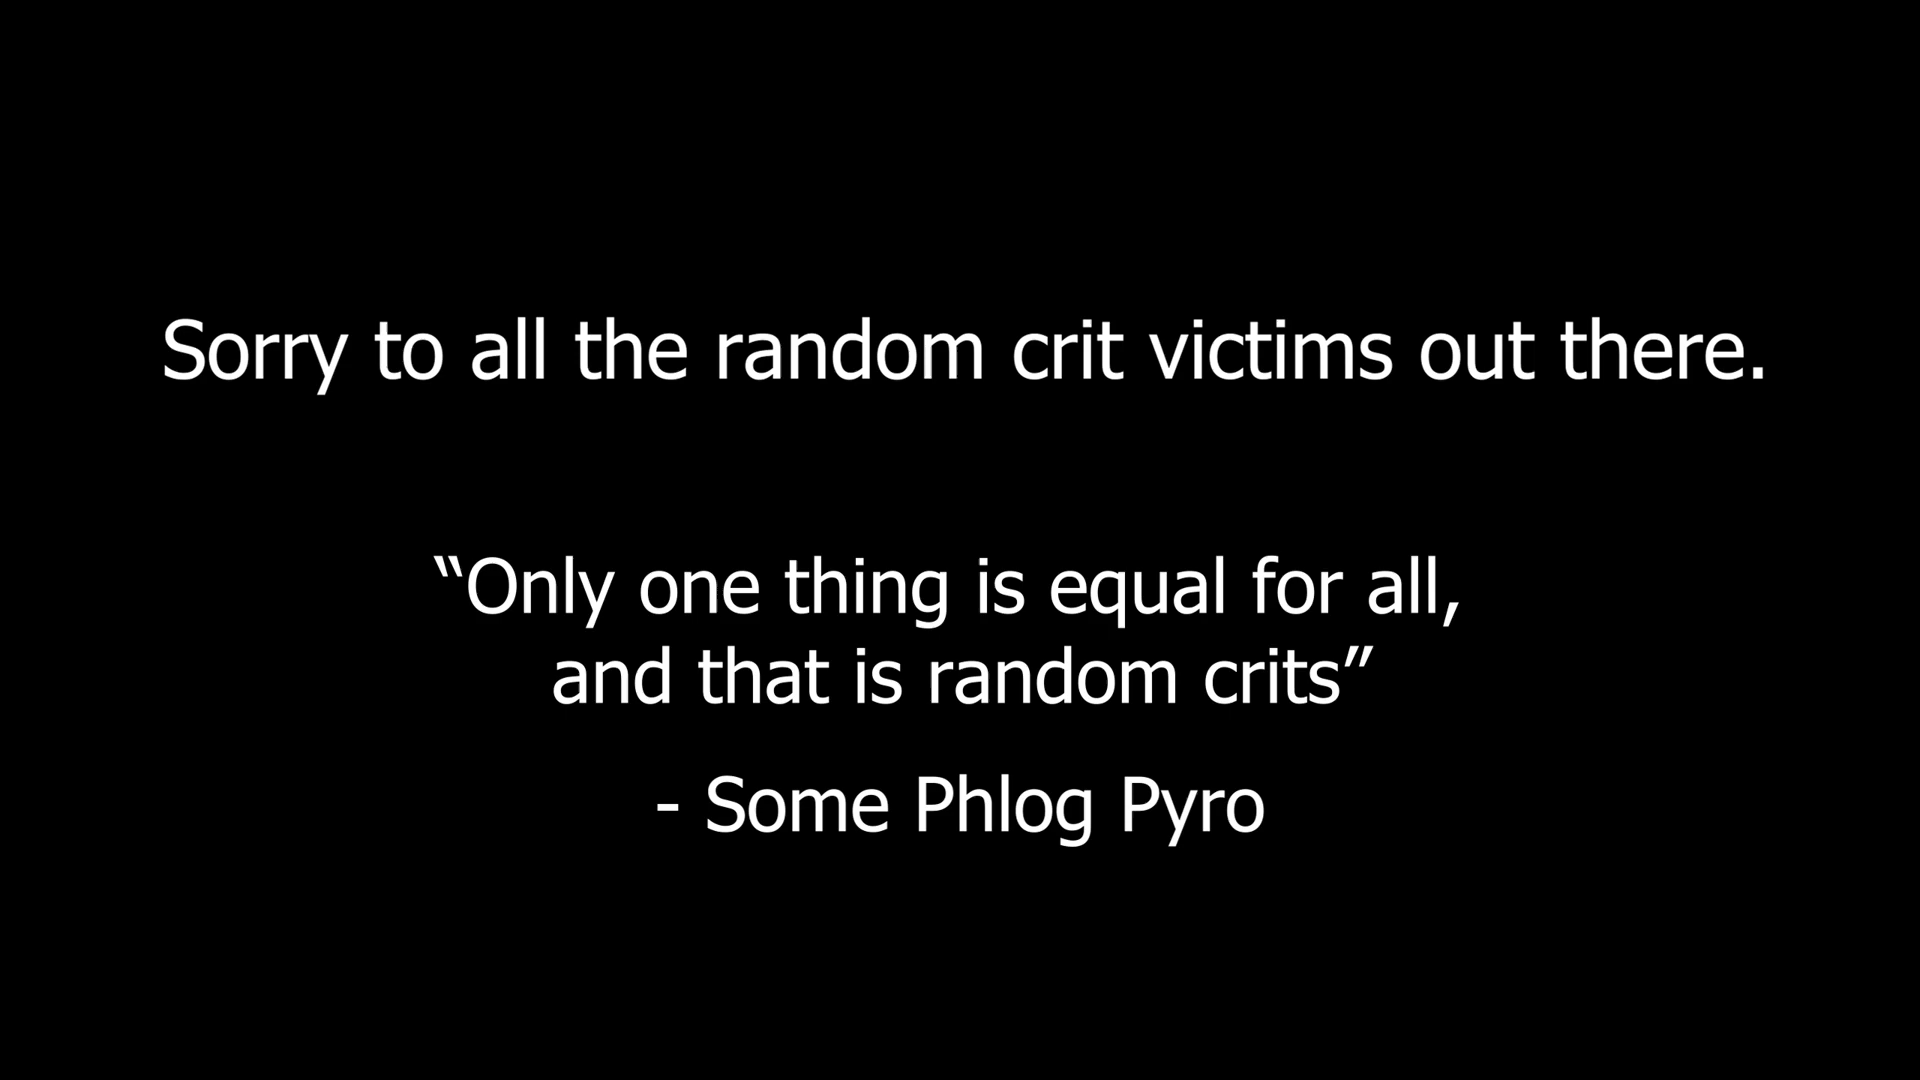 Sorry to all the random crit victims out there.
“Only one thing is equal for all,
and that is random crits”
- Some Phlog Pyro